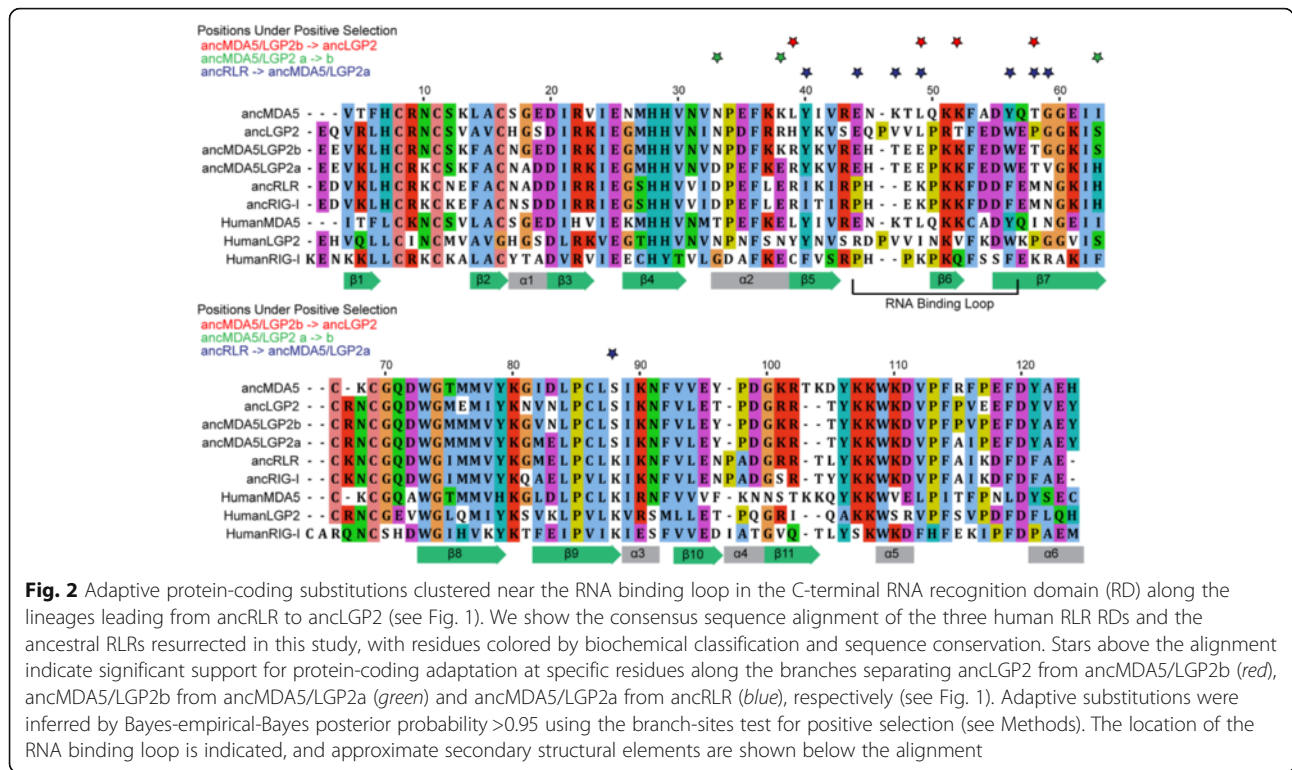 Positions Under Positive Selection
ancMDA5/LGP2b -> ancLGP2
ancMDA5/LGP2 a -> b
ancRLR -> ancMDA5/LGP2a
10 20 30 40 50 60
ancMDA5 - - - V T F H C R N C S K L A C S G E D I R V I E N M H H V N V N P E F K K L Y I V R E N - K T L Q K K F A D Y Q T G G E I I
ancLGP2 - E Q V R L H C R N C S V A V C H G S D I R K I E G M H H V N I N P D F R R H Y K V S E Q P V V L P R T F E D W E P G G K I S
ancMDA5LGP2b - E E V K L H C R N C S K F A C N G E D I R K I E G M H H V N V N P D F K K R Y K V R E H - T E E P K K F E D W E T G G K I S
ancMDA5LGP2a - E E V K L H C R K C S K F A C N A D D I R K I E G M H H V N V D P E F K E R Y K V R E H - T E E P K K F E D W E T V G K I H
ancRLR - E D V K L H C R K C N E F A C N A D D I R R I E G S H H V V I D P E F L E R I K I R P H - - E K P K K F D D F E M N G K I H
ancRIG-I - E D V K L H C R K C K E F A C N S D D I R R I E G S H H V V I D P E F L E R I T I R P H - - E K P K K F D D F E M N G K I H
HumanMDA5 - - - I T F L C K N C S V L A C S G E D I H V I E K M H H V N M T P E F K E L Y I V R E N - K T L Q K K C A D Y Q I N G E I I
HumanLGP2 - E H V Q L L C I N C M V A V G H G S D L R K V E G T H H V N V N P N F S N Y Y N V S R D P V V I N K V F K D W K P G G V I S
HumanRIG-I K E N K K L L C R K C K A L A C Y T A D V R V I E E C H Y T V L G D A F K E C F V S R P H - - P K P K Q F S S F E K R A K I F
β1 β2 α1 β3 β4 α2 β5 β6 β7
RNA Binding Loop
Positions Under Positive Selection
ancMDA5/LGP2b -> ancLGP2
ancMDA5/LGP2 a -> b
ancRLR -> ancMDA5/LGP2a
70 80 90 100 110 120
ancMDA5 - - C - K C G Q D W G T M M V Y K G I D L P C L S I K N F V V E Y - P D G K R T K D Y K K W K D V P F R F P E F D Y A E H
ancLGP2 - - C R N C G Q D W G M E M I Y K N V N L P C L S I K N F V L E T - P D G R R - - T Y K K W K D V P F P V E E F D Y V E Y
ancMDA5LGP2b - - C R N C G Q D W G M M M V Y K G V N L P C L S I K N F V L E Y - P D G R R - - T Y K K W K D V P F P V P E F D Y A E Y
ancMDA5LGP2a - - C R N C G Q D W G M M M V Y K G M E L P C L S I K N F V L E Y - P D G R R - - T Y K K W K D V P F A I P E F D Y A E Y
ancRLR - - C K N C G Q D W G I M M V Y K G M E L P C L K I K N F V L E N P A D G R R - T L Y K K W K D V P F A I K D F D F A E -
ancRIG-I - - C K N C G Q D W G I M M V Y K Q A E L P C L K I K N F V L E N P A D G S R - T Y Y K K W K D V P F A I K D F D F A E -
HumanMDA5 - - C - K C G Q A W G T M M V H K G L D L P C L K I R N F V V V F - K N N S T K K Q Y K K W V E L P I T F P N L D Y S E C
HumanLGP2 - - C R N C G E V W G L Q M I Y K S V K L P V L K V R S M L L E T - P Q G R I - - Q A K K W S R V P F S V P D F D F L Q H
HumanRIG-I C A R Q N C S H D W G I H V K Y K T F E I P V I K I E S F V V E D I A T G V Q - T L Y S K W K D F H F E K I P F D P A E M
β8 β9 α3 β10 α4 β11 α5 α6
Fig. 2 Adaptive protein-coding substitutions clustered near the RNA binding loop in the C-terminal RNA recognition domain (RD) along the
lineages leading from ancRLR to ancLGP2 (see Fig. 1). We show the consensus sequence alignment of the three human RLR RDs and the
ancestral RLRs resurrected in this study, with residues colored by biochemical classification and sequence conservation. Stars above the alignment
indicate significant support for protein-coding adaptation at specific residues along the branches separating ancLGP2 from ancMDA5/LGP2b (red),
ancMDA5/LGP2b from ancMDA5/LGP2a (green) and ancMDA5/LGP2a from ancRLR (blue), respectively (see Fig. 1). Adaptive substitutions were
inferred by Bayes-empirical-Bayes posterior probability >0.95 using the branch-sites test for positive selection (see Methods). The location of the
RNA binding loop is indicated, and approximate secondary structural elements are shown below the alignment